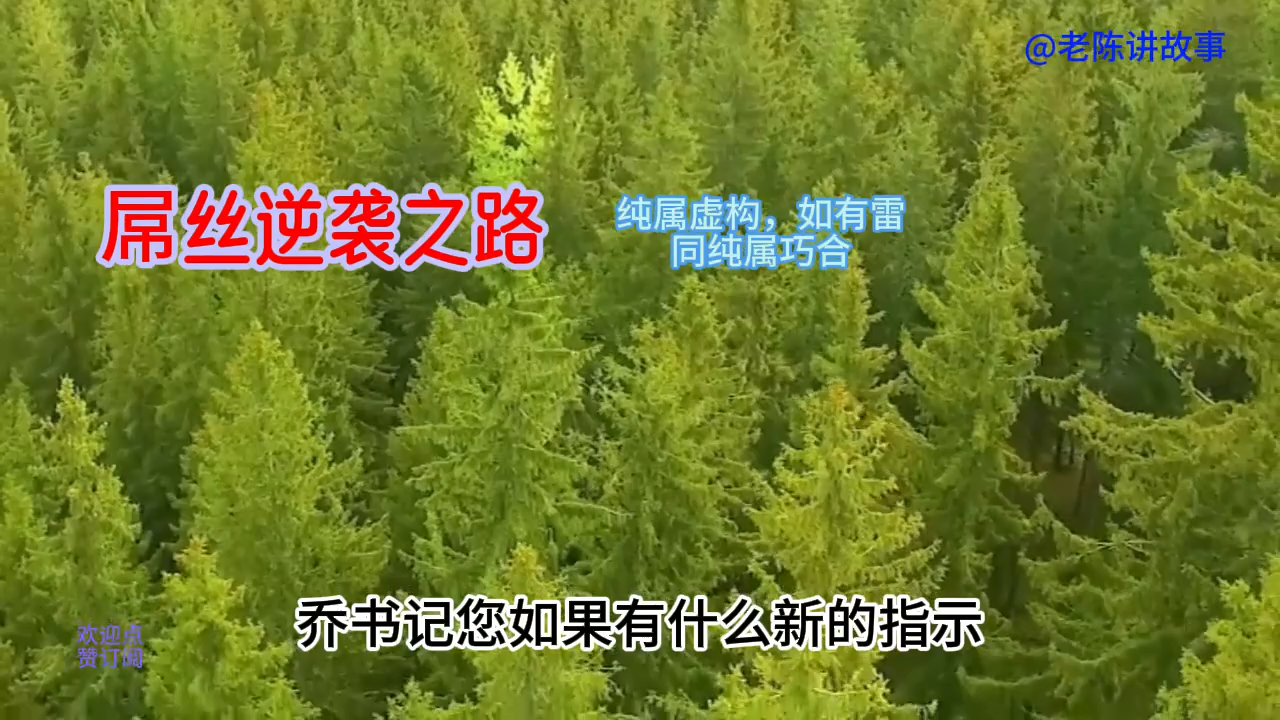 @老陈讲故事
屌丝逆袭之路
纯属虚构，如有雷
同纯属巧合
乔书记您如果有什么新的指示
欢迎点
赞订阅